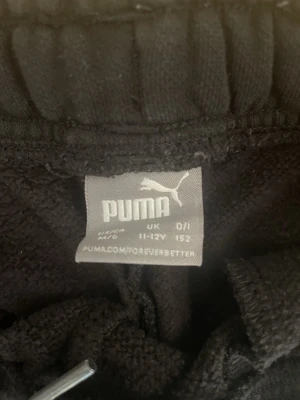 PUMA
UK D/I
11-12Y 152
PUMA.COM/FOREVERBETTER